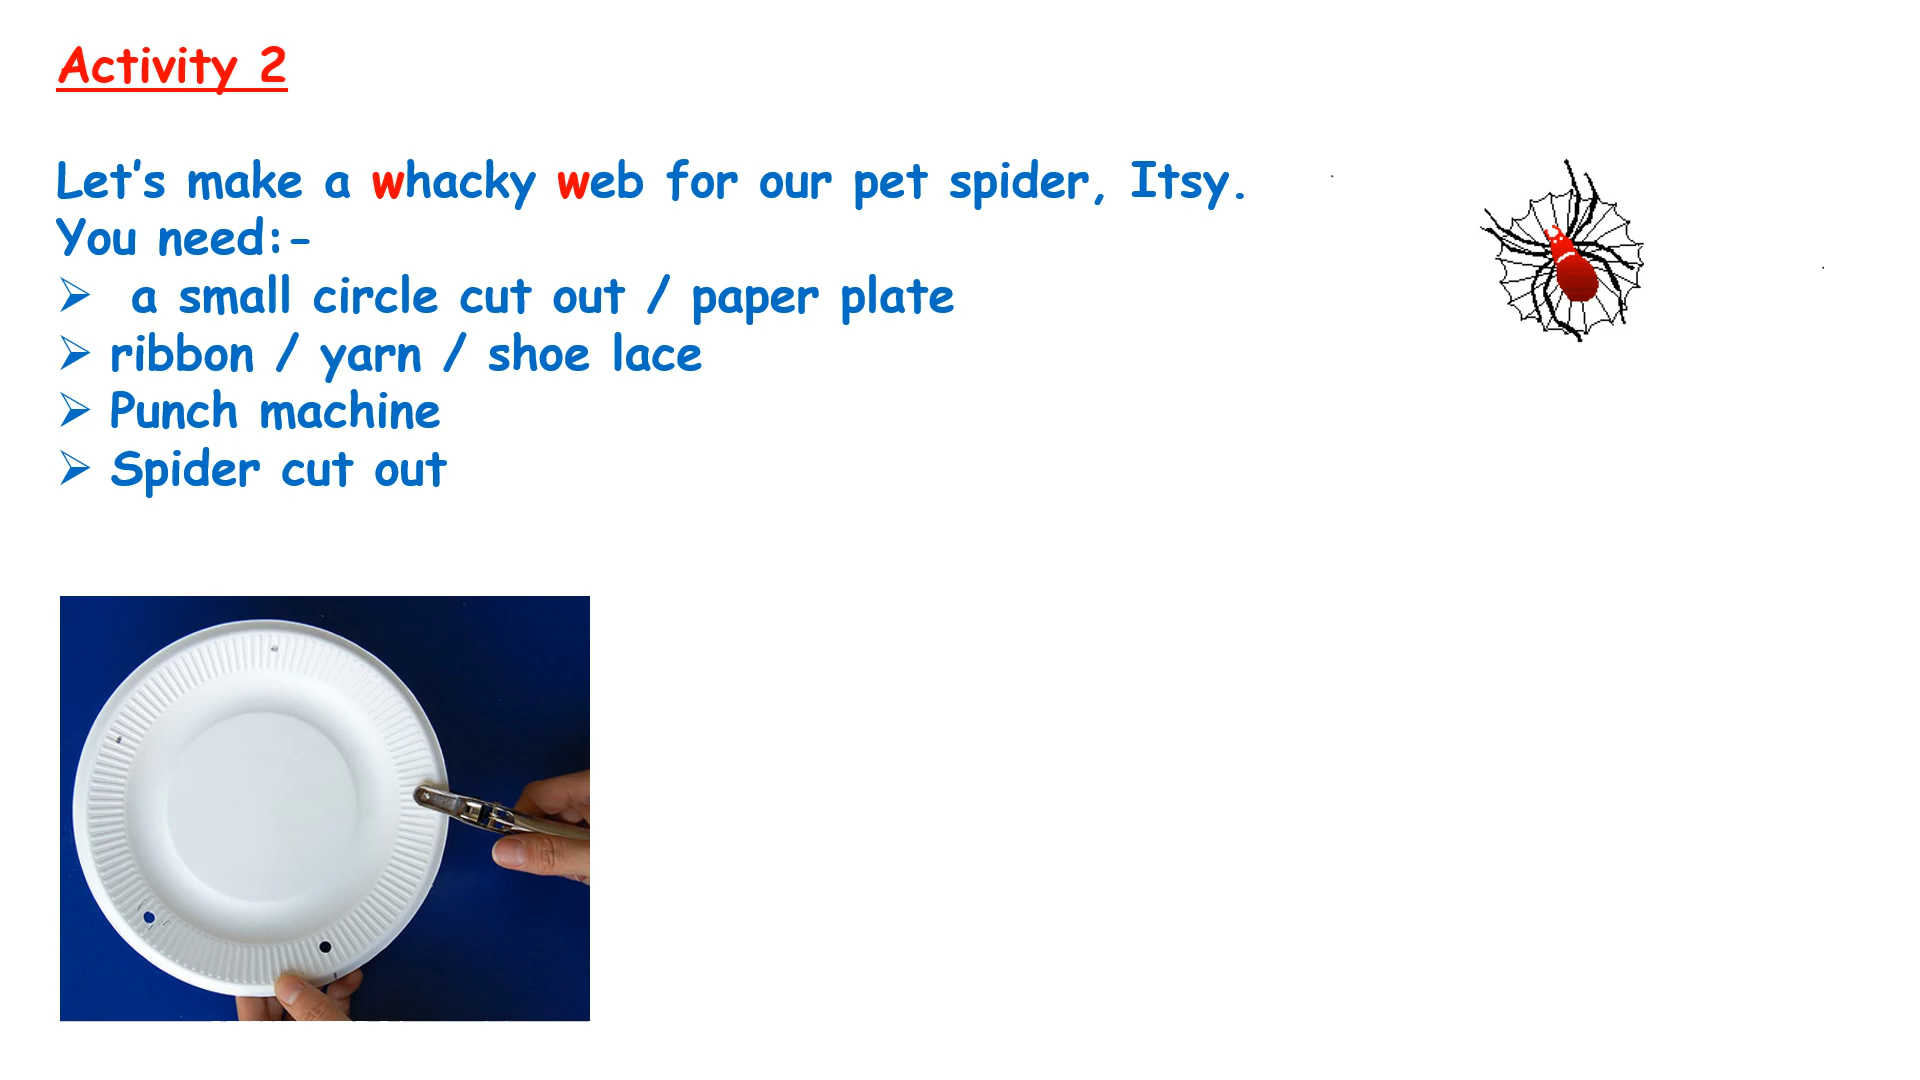 Activity 2
Let’s make a whacky web for our pet spider, Itsy.
You need:-
➢ a small circle cut out / paper plate
➢ ribbon / yarn / shoe lace
➢ Punch machine
➢ Spider cut out